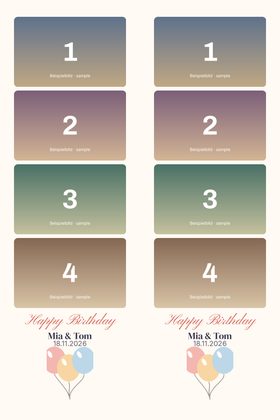 1
Beispielbild · sample
2
Beispielbild · sample
3
Beispielbild · sample
4
Beispielbild · sample
Happy Birthday
Mia & Tom
18.11.2026
1
Beispielbild · sample
2
Beispielbild · sample
3
Beispielbild · sample
4
Beispielbild · sample
Happy Birthday
Mia & Tom
18.11.2026